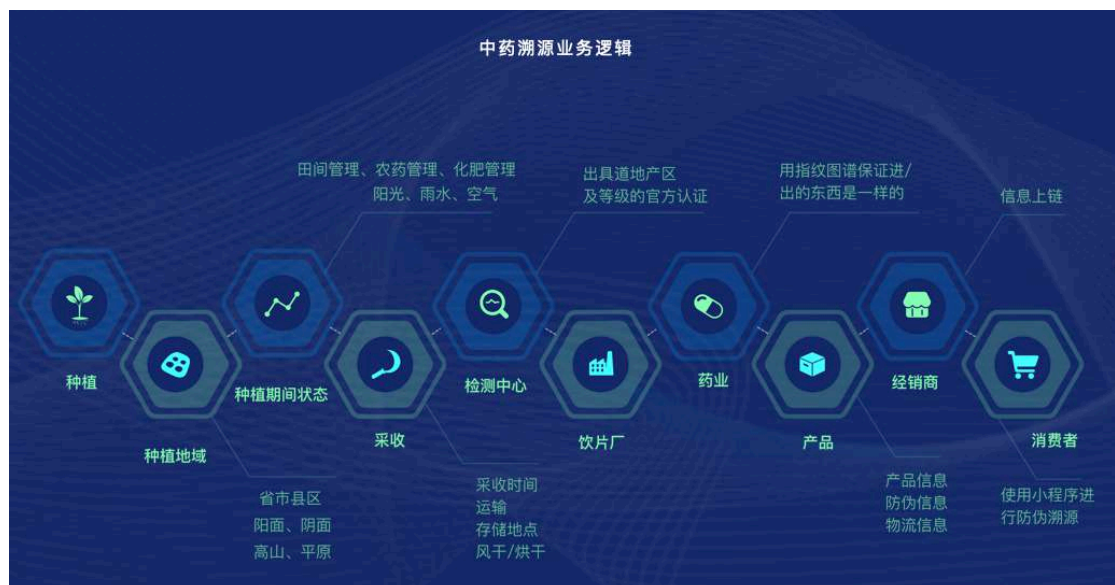 中药溯源业务逻辑
田间管理、农药管理、化肥管理
阳光、雨水、空气
出具道地产区
及等级的官方认证
用指纹图谱保证进/
出的东西是一样的
信息上链
种植
种植地域
种植期间状态
采收
检测中心
饮片厂
药业
产品
经销商
消费者
省市县区
阳面、阴面
高山、平原
采收时间
运输
存储地点
风干/烘干
产品信息
防伪信息
物流信息
使用小程序进
行防伪溯源